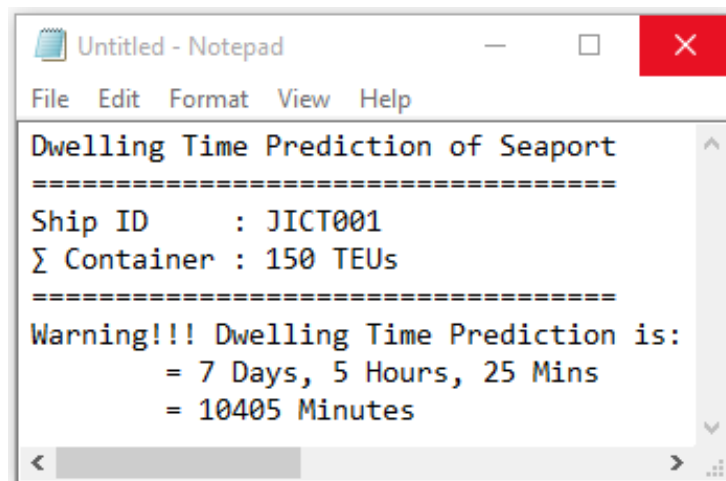 Untitled - Notepad
File Edit Format View Help
Dwelling Time Prediction of Seaport
===================================
Ship ID     : JICT001
∑ Container : 150 TEUs
===================================
Warning!!! Dwelling Time Prediction is:
        = 7 Days, 5 Hours, 25 Mins
        = 10405 Minutes